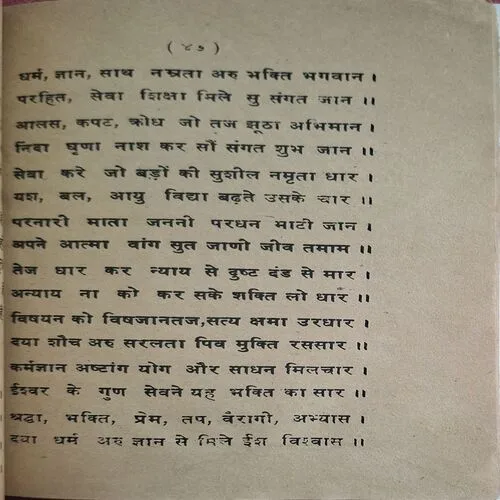 ( ४७ )
धर्म, ज्ञान, साथ नम्रता अरु भक्ति भगवान ।
परहित, सेवा शिक्षा मिले सु संगत जान ।।
आलस, कपट, क्रोध जो तज झूठा अभिमान ।
निंदा घृणा नाश कर सौं संगत शुभ जान ।।
सेवा करे जो बड़ों की सुशील नमृता धार ।
यश, बल, आयु विद्या बढ़ते उसके चार ।।
परनारी माता जननी परधन माटी जान ।
अपने आत्मा वांग सुत जाणी जीव तमाम ।।
तेज धार कर न्याय से दुष्ट दंड से मार ।
अन्याय ना को कर सके शक्ति लो धार ।।
विषयन को विषजानतज,सत्य क्षमा उरधार ।
दया शौच अरु सरलता पिव मुक्ति रससार ।।
कर्मज्ञान अष्टांग योग और साधन मिलचार ।
ईश्वर के गुण सेवने यह भक्ति का सार ।।
श्रद्धा, भक्ति, प्रेम, तप, वैरागी, अभ्यास ।
दया धर्म अरु ज्ञान से मिले ईश विश्वास ।।